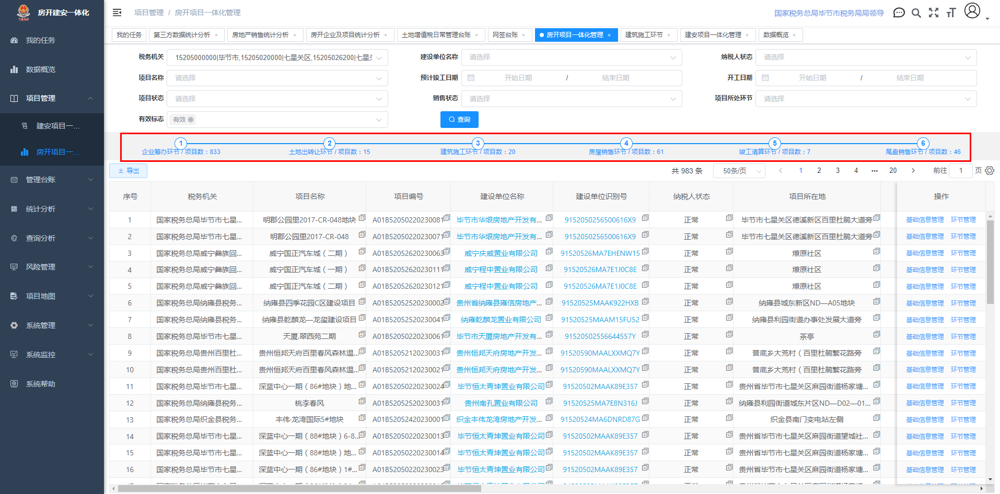 房开建安一体化
项目管理 / 房开项目一体化管理
国家税务总局毕节市税务局局领导
我的任务
数据概览
项目管理
建安项目一…
房开项目一…
管理台账
统计分析
查询分析
风险管理
项目地图
系统管理
系统监控
系统帮助
我的任务 第三方数据统计分析 × 房地产销售统计分析 × 房开企业及项目统计分析 × 土地增值税日常管理台账 × 网签台账 × 房开项目一体化管理 × 建筑施工环节 × 建安项目一体化管理 × 数据概览 ×
税务机关 15205000000|毕节市,15205020000|七星关区,15205026200|七星关 建设单位名称 请选择 纳税人状态 请选择
项目名称 请选择 预计竣工日期 开始日期 / 结束日期 开工日期 开始日期 / 结束日期
项目状态 请选择 销售状态 请选择 项目所处环节 请选择
有效标志 有效 查询
1 2 3 4 5 6
企业筹办环节 / 项目数：833 土地出转让环节 / 项目数：15 建筑施工环节 / 项目数：20 房屋销售环节 / 项目数：61 竣工清算环节 / 项目数：7 尾盘销售环节 / 项目数：46
导出 共 983 条 50条/页 1 2 3 4 ••• 20 前往 1 页
序号 税务机关 项目名称 项目编号 建设单位名称 建设单位识别号 纳税人状态 项目所在地 操作
1 国家税务总局毕节市七星... 明郡公园里2017-CR-048地块 A01B52050220230081 毕节市华垠房地产开发有... 9152050256500616X9 正常 毕节市七星关区德溪新区百里杜鹃大道旁 基础信息管理 环节管理
2 国家税务总局毕节市七星... 明郡公园里2017-CR-048 A01B52050220230071 毕节市华垠房地产开发有... 9152050256500616X9 正常 毕节市七星关区德溪新区百里杜鹃大道旁 基础信息管理 环节管理
3 国家税务总局威宁彝族回... 威宁国正汽车城（二期） A01B52052620230063 威宁庆威置业有限公司 91520526MA7EHENW15 正常 燎原社区 基础信息管理 环节管理
4 国家税务总局威宁彝族回... 威宁国正汽车城（一期） A01B52052620230111 威宁程中置业有限公司 91520526MA7E1J0C8E 正常 燎原社区 基础信息管理 环节管理
5 国家税务总局威宁彝族回... 威宁国正汽车城（二期） A01B52052620230121 威宁程中置业有限公司 91520526MA7E1J0C8E 正常 燎原社区 基础信息管理 环节管理
6 国家税务总局纳雍县税务... 纳雍县四季花园C区建设项目 A01B52052520230002 贵州省纳雍县雍信房地产... 91520525MAAK922HXB 正常 纳雍县城东新区ND—A05地块 基础信息管理 环节管理
7 国家税务总局纳雍县税务... 纳雍县乾麟龙—龙玺建设项目 A01B52052520230041 纳雍乾麟龙置业有限公司 91520525MAAM15FU52 正常 纳雍县利园街道办事处发展大道旁 基础信息管理 环节管理
8 国家税务总局毕节市七星... 天厦.翠西苑二期 A01B52050220230061 毕节市天厦房地产开发有... 91520502556644557Y 正常 茶亭 基础信息管理 环节管理
9 国家税务总局贵州百里杜... 贵州恒邦天府百里春风森林温... A01B52052120230031 贵州恒邦天府房地产开发... 91520590MAALXXMQ7Y 正常 普底乡大荒村（百里杜鹃繁花路旁 基础信息管理 环节管理
10 国家税务总局贵州百里杜... 贵州恒邦天府百里春风森林温... A01B52052120230021 贵州恒邦天府房地产开发... 91520590MAALXXMQ7Y 正常 普底乡大荒村（百里杜鹃繁花路旁 基础信息管理 环节管理
11 国家税务总局毕节市七星... 深蓝中心一期（86#地块）地... A01B52050220230024 毕节恒太青坤置业有限公司 91520502MAAK89E357 正常 贵州省毕节市七星关区麻园街道杨家塘... 基础信息管理 环节管理
12 国家税务总局纳雍县税务... 桃李春风 A01B52052520230031 贵州南孔置业有限公司 91520525MA7E8N316J 正常 纳雍县利园街道城东片区ND—D02—01... 基础信息管理 环节管理
13 国家税务总局织金县税务... 丰伟·龙湾国际5#地块 A01B52052420230001 织金丰伟龙湾房地产开发... 91520524MA6DNRD87G 正常 织金县南门变电站左侧 基础信息管理 环节管理
14 国家税务总局毕节市七星... 深蓝中心一期（88#地块）6-8... A01B52050220230013 毕节恒太青坤置业有限公司 91520502MAAK89E357 正常 贵州省毕节市七星关区麻园街道望城社... 基础信息管理 环节管理
15 国家税务总局毕节市七星... 深蓝中心一期（88#地块）地... A01B52050220230014 毕节恒太青坤置业有限公司 91520502MAAK89E357 正常 贵州省毕节市七星关区麻园街道杨家塘... 基础信息管理 环节管理
16 国家税务总局毕节市七星... 深蓝中心一期（86#地块）1#... A01B52050220230023 毕节恒太青坤置业有限公司 91520502MAAK89E357 正常 贵州省毕节市七星关区麻园街道杨家塘... 基础信息管理 环节管理